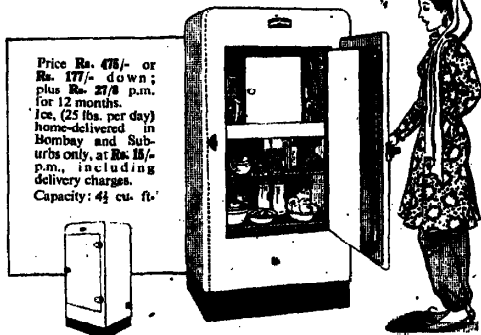 Price Rs. 475/- or
Rs. 177/- down;
plus Rs. 27/8 p.m.
for 12 months.
Ice, (25 lbs. per day)
home-delivered in
Bombay and Sub-
urbs only, at Rs. 15/-
p.m., including
delivery charges.
Capacity: 4½ cu. ft.